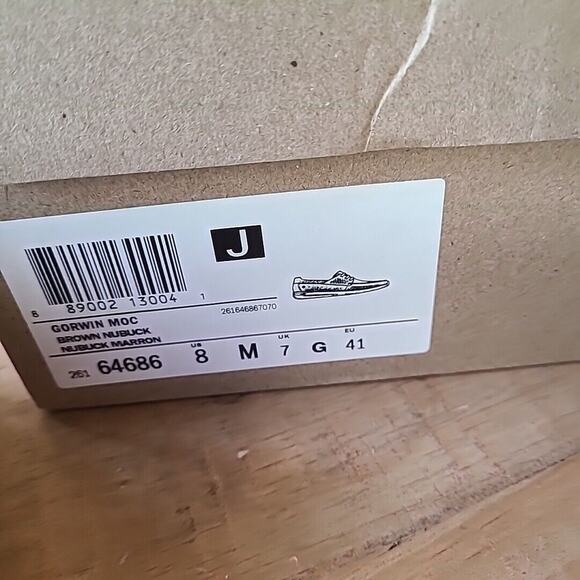 J
8 89002 13004 1
261646867070
GORWIN MOC
BROWN NUBUCK
NUBUCK MARRON
US UK EU
261 64686 8 M 7 G 41